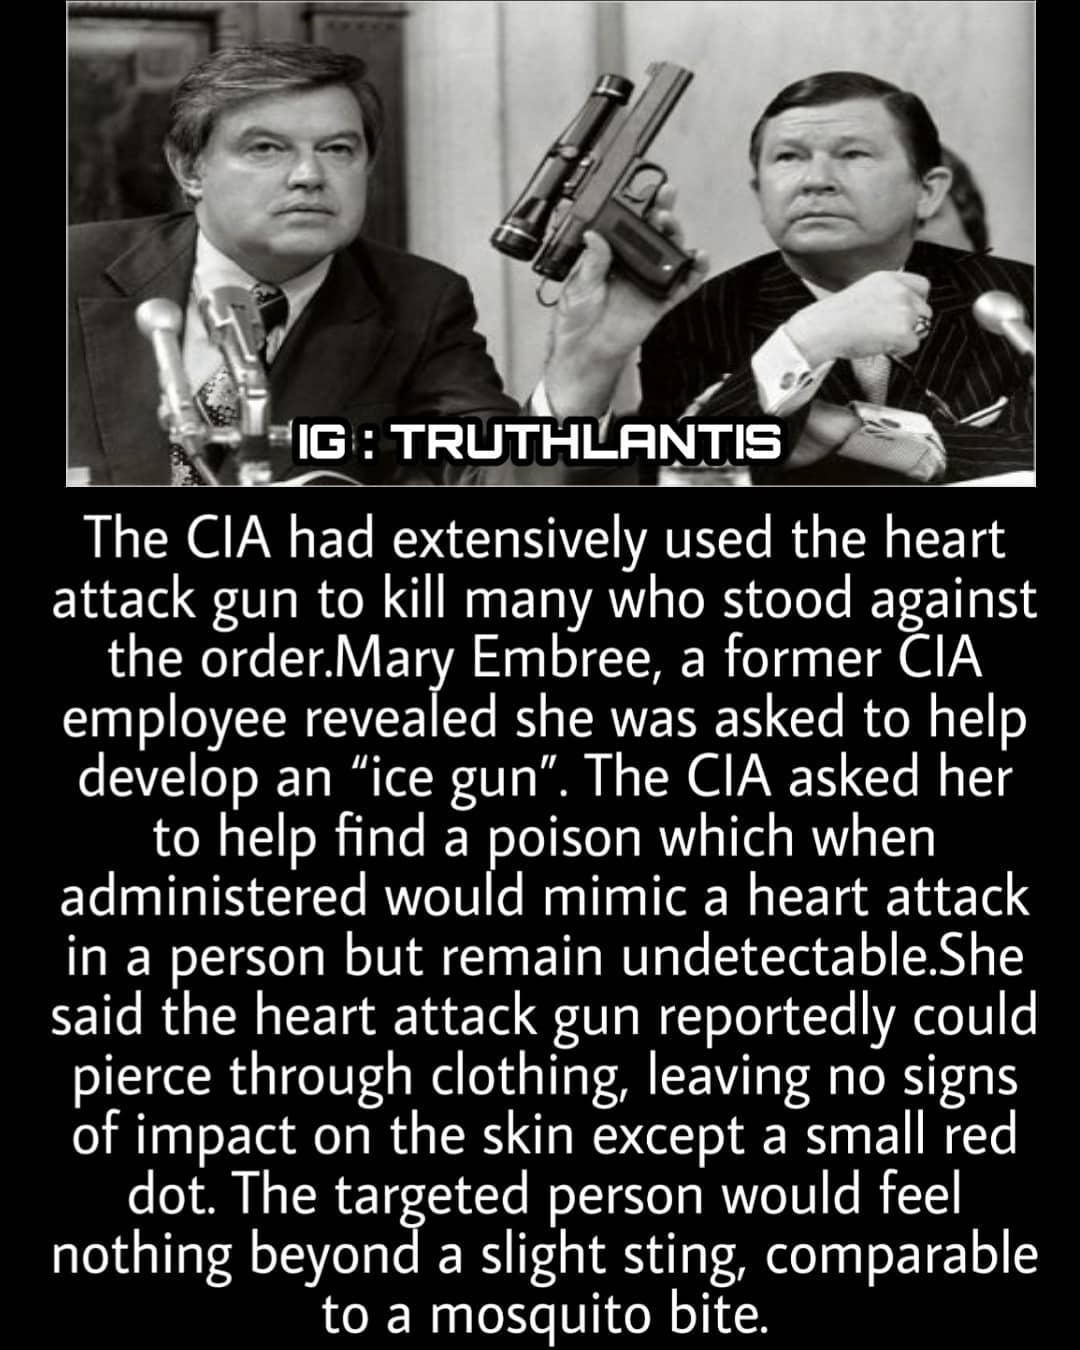 IG : TRUTHLANTIS
The CIA had extensively used the heart
attack gun to kill many who stood against
the order.Mary Embree, a former CIA
employee revealed she was asked to help
develop an “ice gun”. The CIA asked her
to help find a poison which when
administered would mimic a heart attack
in a person but remain undetectable.She
said the heart attack gun reportedly could
pierce through clothing, leaving no signs
of impact on the skin except a small red
dot. The targeted person would feel
nothing beyond a slight sting, comparable
to a mosquito bite.